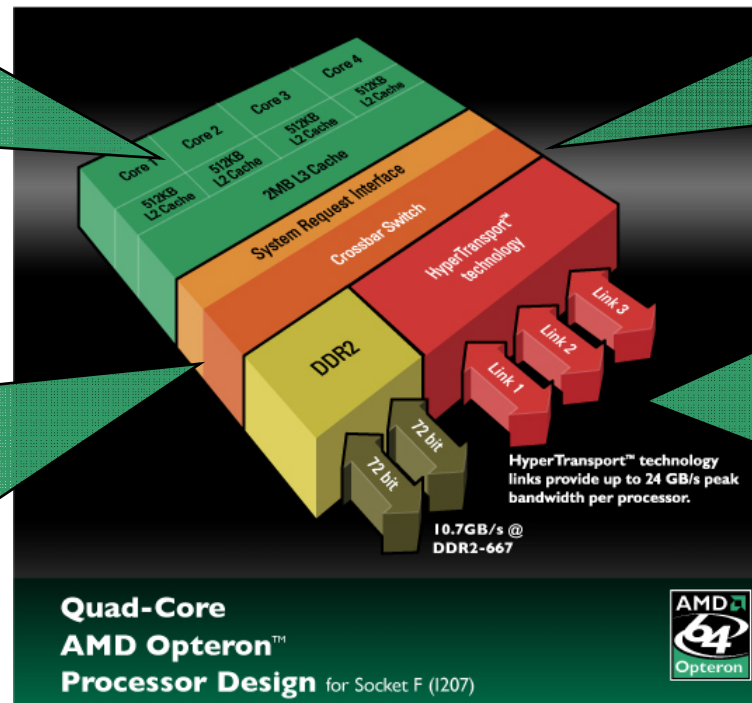 Core 1
Core 2
Core 3
Core 4
512KB
L2 Cache
512KB
L2 Cache
512KB
L2 Cache
512KB
L2 Cache
2MB L3 Cache
System Request Interface
Crossbar Switch
HyperTransport™
technology
DDR2
Link 1
Link 2
Link 3
72 bit
72 bit
HyperTransport™ technology
links provide up to 24 GB/s peak
bandwidth per processor.
10.7GB/s @
DDR2-667
Quad-Core
AMD Opteron™
Processor Design for Socket F (1207)
AMD
64
Opteron